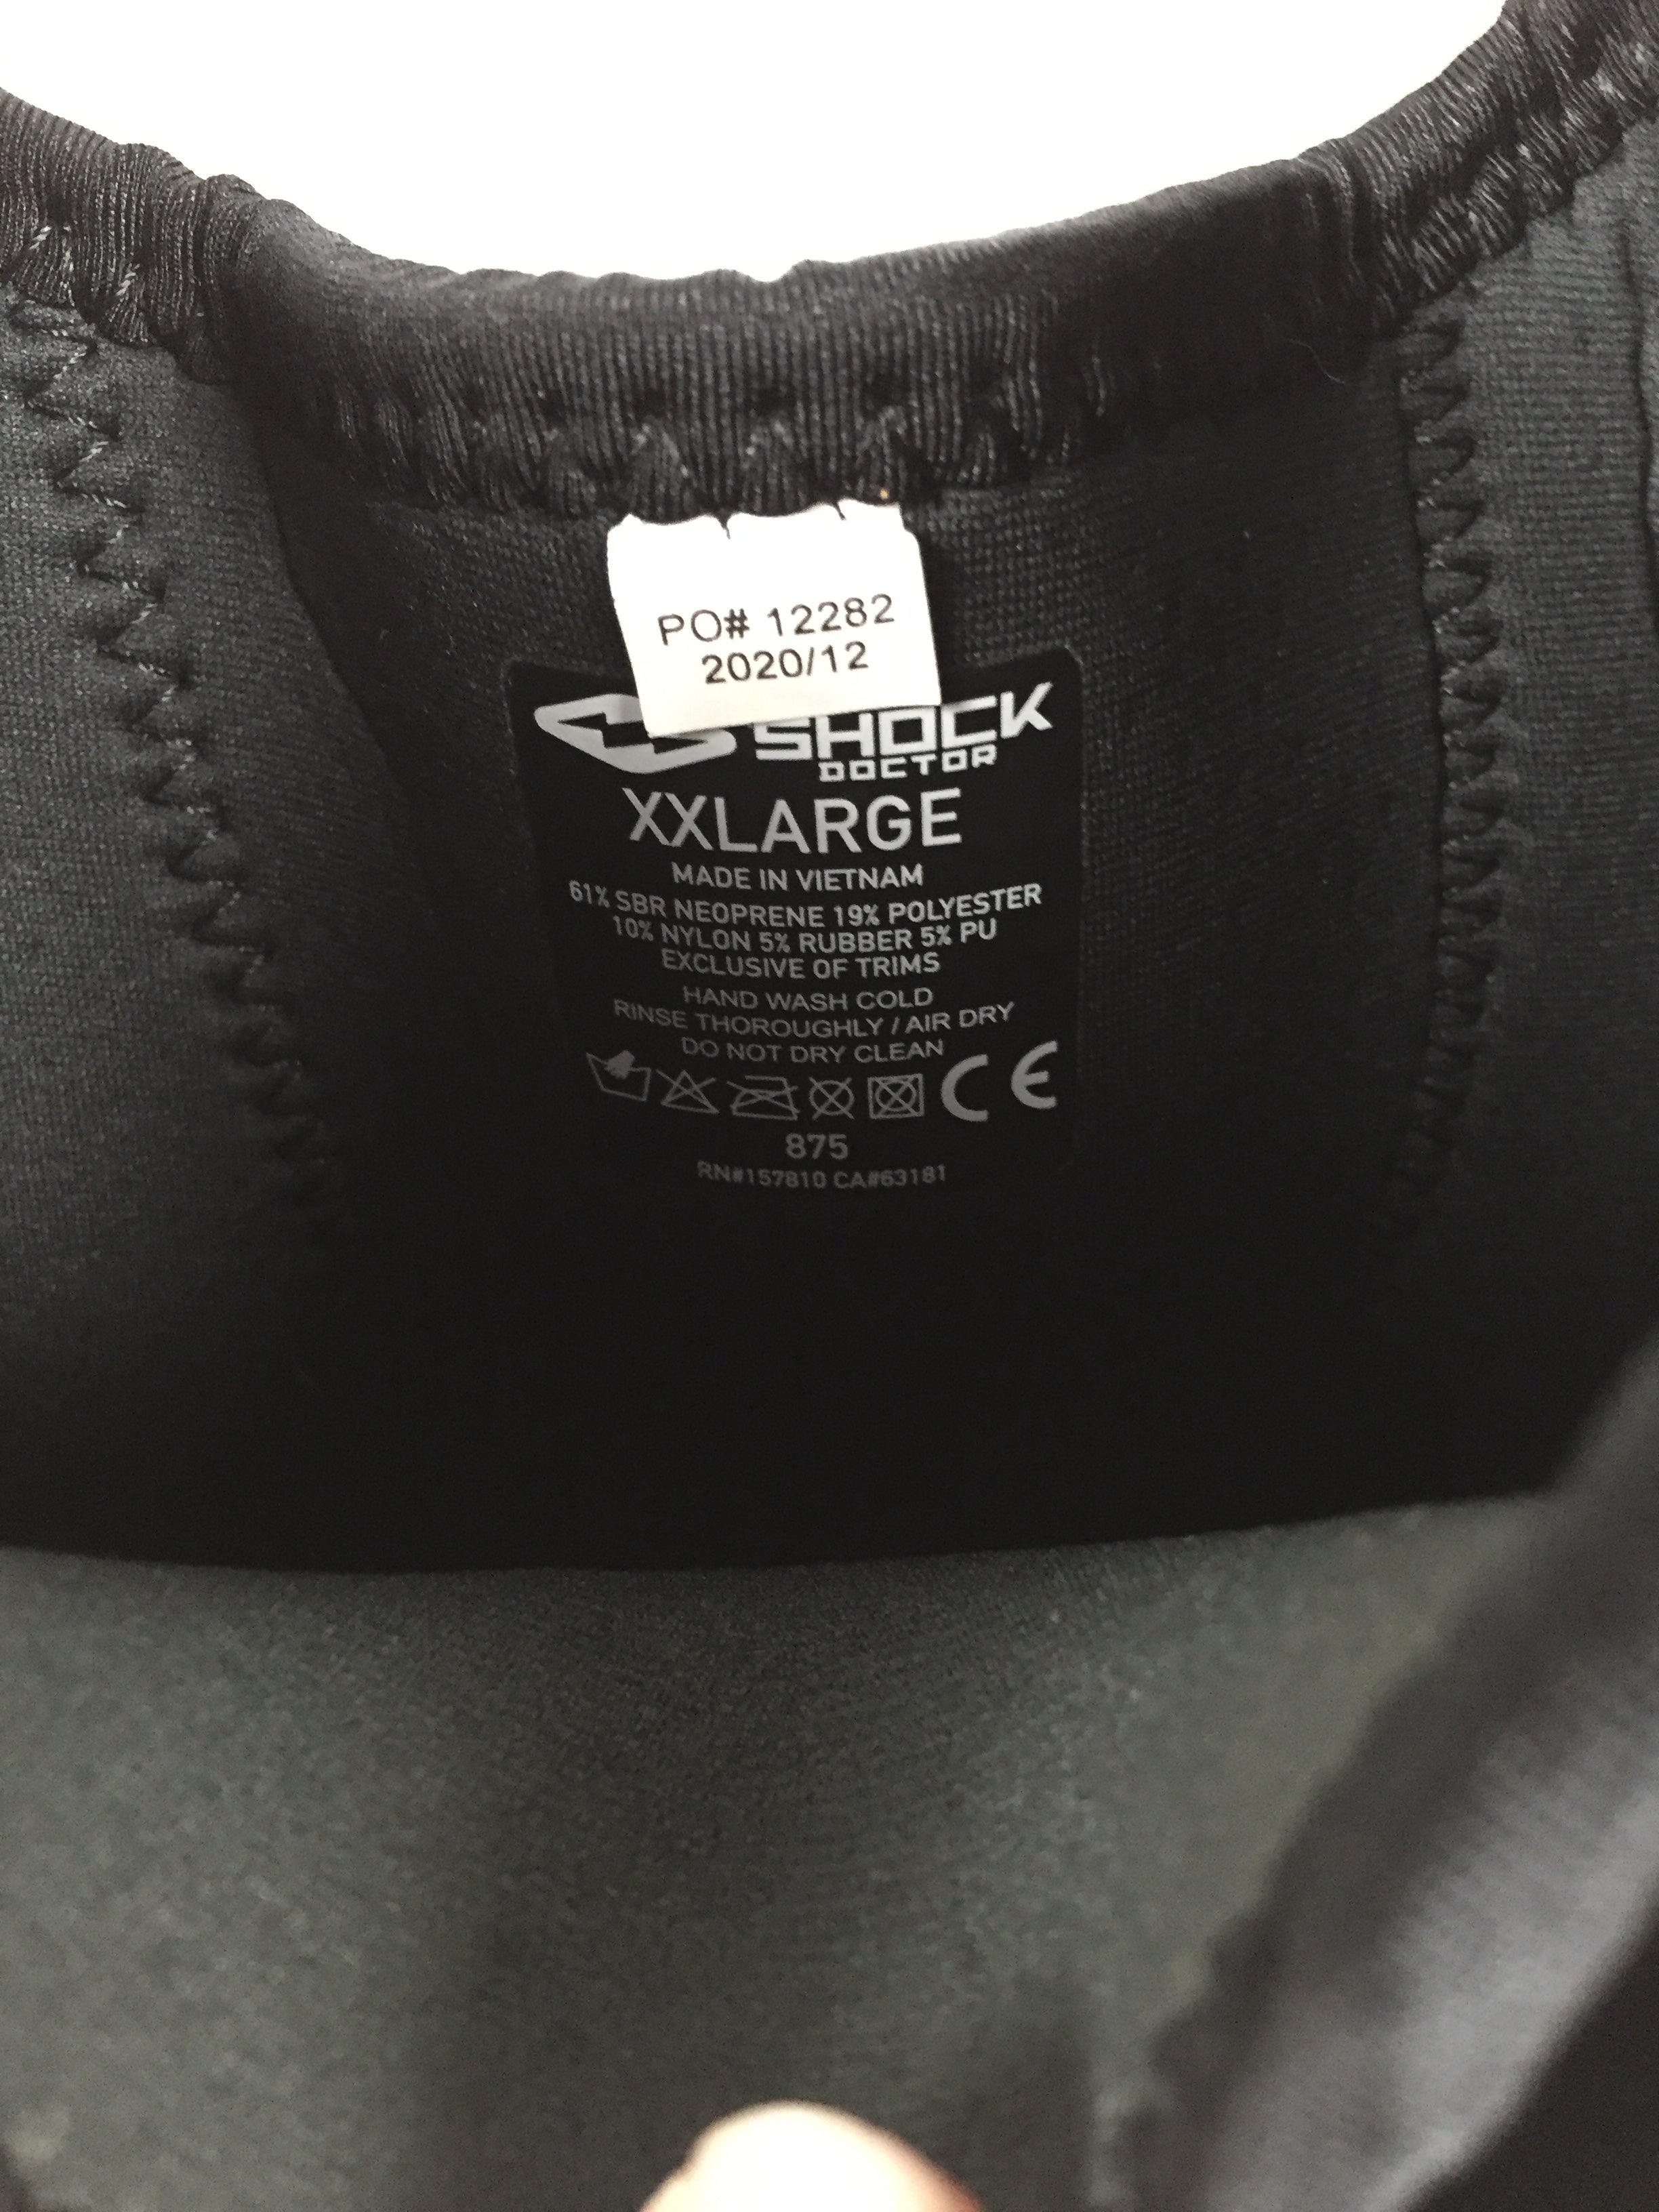 PO# 12282
2020/12
SHOCK
DOCTOR
XXLARGE
MADE IN VIETNAM
61% SBR NEOPRENE 19% POLYESTER
10% NYLON 5% RUBBER 5% PU
EXCLUSIVE OF TRIMS
HAND WASH COLD
RINSE THOROUGHLY / AIR DRY
DO NOT DRY CLEAN
CE
875
RN#157810 CA#63181